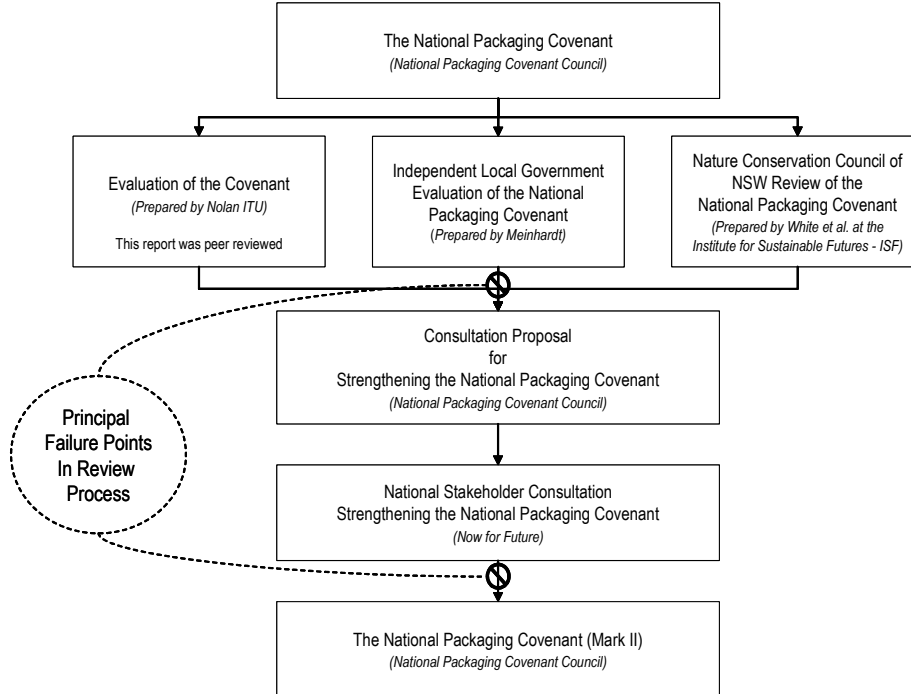 The National Packaging Covenant
(National Packaging Covenant Council)
Evaluation of the Covenant
(Prepared by Nolan ITU)
This report was peer reviewed
Independent Local Government
Evaluation of the National
Packaging Covenant
(Prepared by Meinhardt)
Nature Conservation Council of
NSW Review of the
National Packaging Covenant
(Prepared by White et al. at the
Institute for Sustainable Futures - ISF)
Consultation Proposal
for
Strengthening the National Packaging Covenant
(National Packaging Covenant Council)
Principal
Failure Points
In Review
Process
National Stakeholder Consultation
Strengthening the National Packaging Covenant
(Now for Future)
The National Packaging Covenant (Mark II)
(National Packaging Covenant Council)